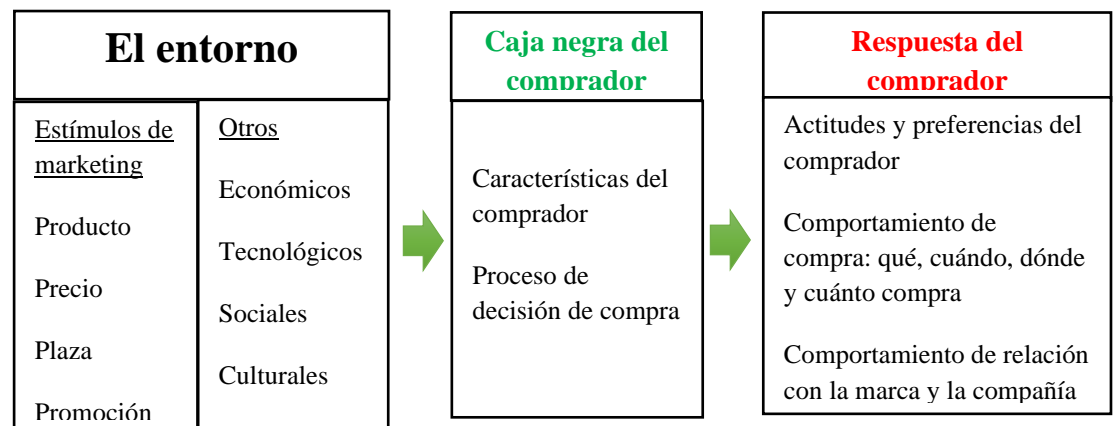 El entorno
Estímulos de
marketing
Producto
Precio
Plaza
Promoción
Otros
Económicos
Tecnológicos
Sociales
Culturales
Caja negra del
comprador
Características del
comprador
Proceso de
decisión de compra
Respuesta del
comprador
Actitudes y preferencias del
comprador
Comportamiento de
compra: qué, cuándo, dónde
y cuánto compra
Comportamiento de relación
con la marca y la compañía